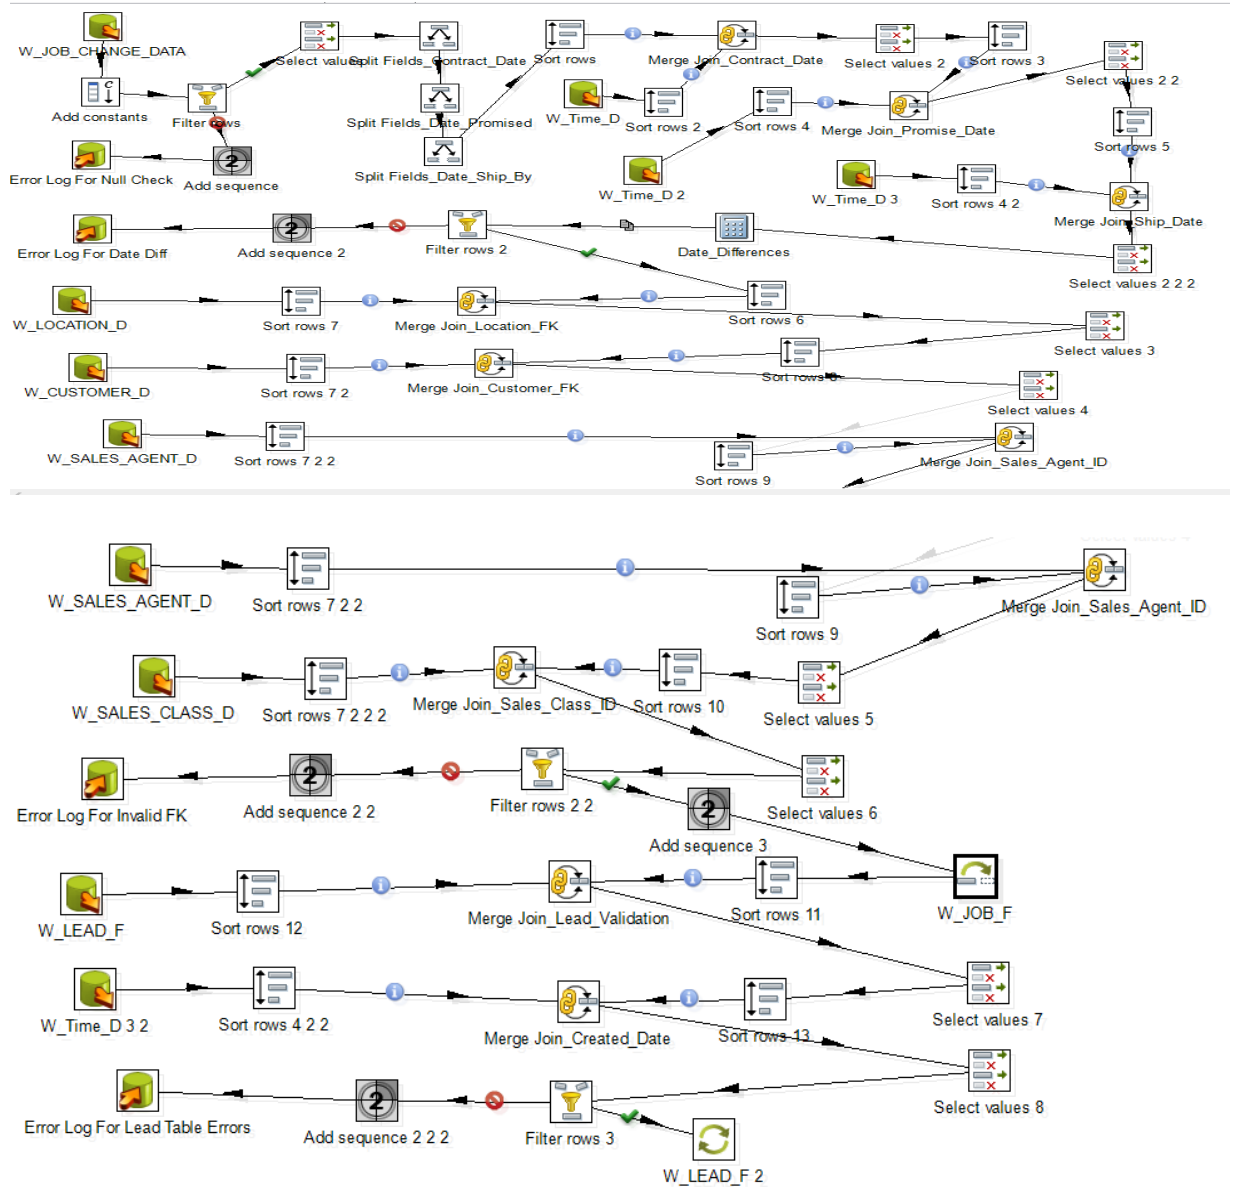 W_JOB_CHANGE_DATA
Select values
Split Fields_Contract_Date
Sort rows
Merge Join_Contract_Date
Select values 2
Sort rows 3
Select values 2 2
Add constants
Filter rows
Split Fields_Date_Promised
W_Time_D
Sort rows 2
Sort rows 4
Merge Join_Promise_Date
Sort rows 5
Error Log For Null Check
2
Add sequence
Split Fields_Date_Ship_By
W_Time_D 2
W_Time_D 3
Sort rows 4 2
Merge Join_Ship_Date
Error Log For Date Diff
2
Add sequence 2
Filter rows 2
Date_Differences
Select values 2 2 2
W_LOCATION_D
Sort rows 7
Merge Join_Location_FK
Sort rows 6
Select values 3
W_CUSTOMER_D
Sort rows 7 2
Merge Join_Customer_FK
Sort rows 8
Select values 4
W_SALES_AGENT_D
Sort rows 7 2 2
Sort rows 9
Merge Join_Sales_Agent_ID
W_SALES_AGENT_D
Sort rows 7 2 2
Sort rows 9
Merge Join_Sales_Agent_ID
W_SALES_CLASS_D
Sort rows 7 2 2 2
Merge Join_Sales_Class_ID
Sort rows 10
Select values 5
Error Log For Invalid FK
2
Add sequence 2 2
Filter rows 2 2
2
Add sequence 3
Select values 6
W_LEAD_F
Sort rows 12
Merge Join_Lead_Validation
Sort rows 11
W_JOB_F
W_Time_D 3 2
Sort rows 4 2 2
Merge Join_Created_Date
Sort rows 13
Select values 7
Error Log For Lead Table Errors
2
Add sequence 2 2 2
Filter rows 3
W_LEAD_F 2
Select values 8